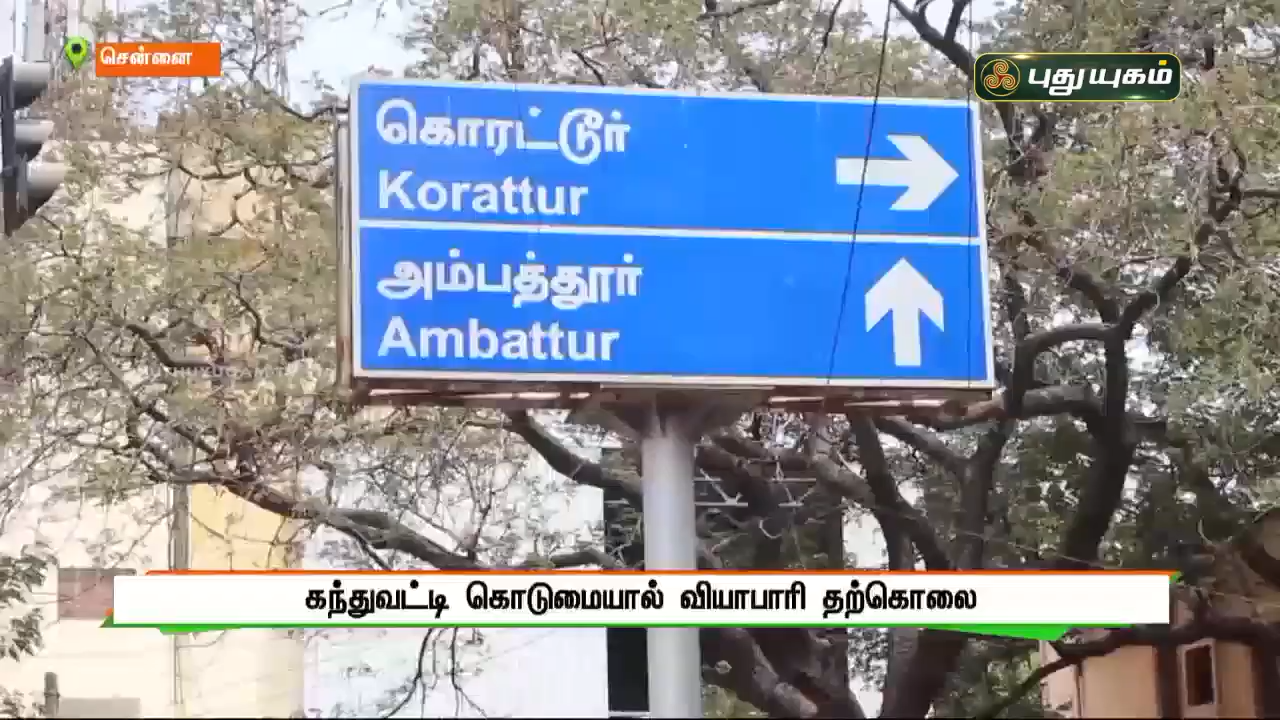 சென்னை
புதுயுகம்
கொரட்டூர்
Korattur
அம்பத்தூர்
Ambattur
கந்துவட்டி கொடுமையால் வியாபாரி தற்கொலை